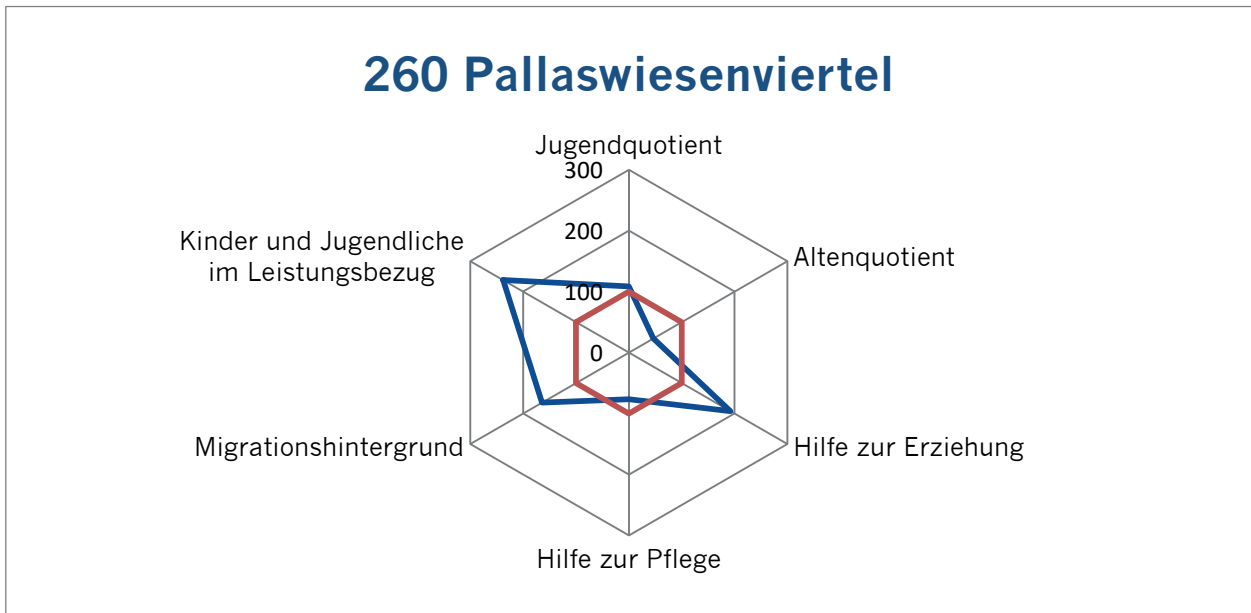 260 Pallaswiesenviertel
Jugendquotient
300
200
100
0
Altenquotient
Hilfe zur Erziehung
Hilfe zur Pflege
Migrationshintergrund
Kinder und Jugendliche
im Leistungsbezug